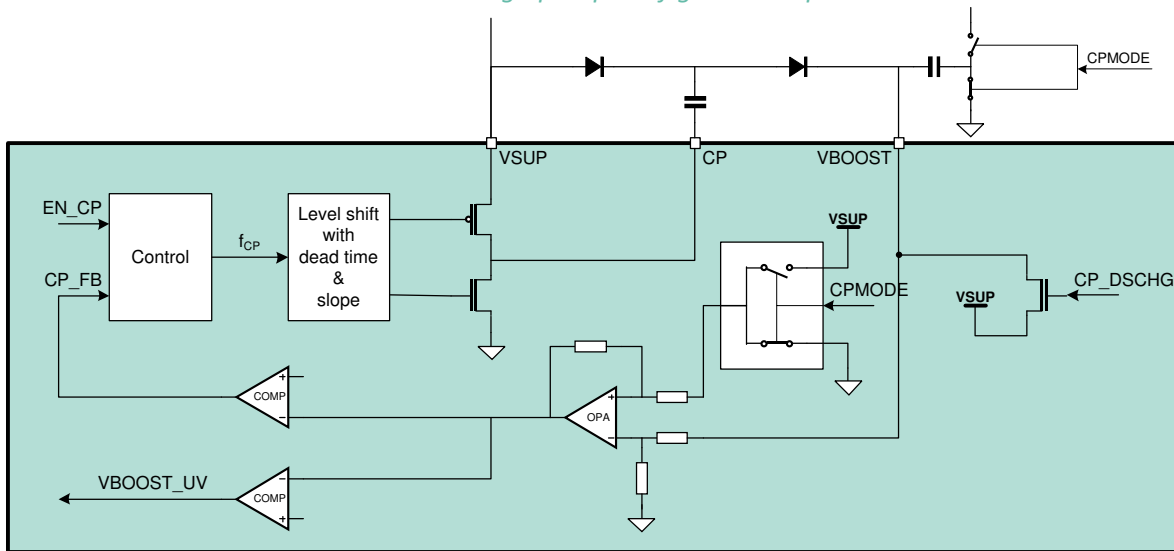 CPMODE
VSUP
CP
VBOOST
EN_CP
Control
CP_FB
fCP
Level shift
with
dead time
&
slope
VSUP
CPMODE
VSUP
CP_DSCHG
+
COMP
−
+
OPA
−
VBOOST_UV
−
COMP
+